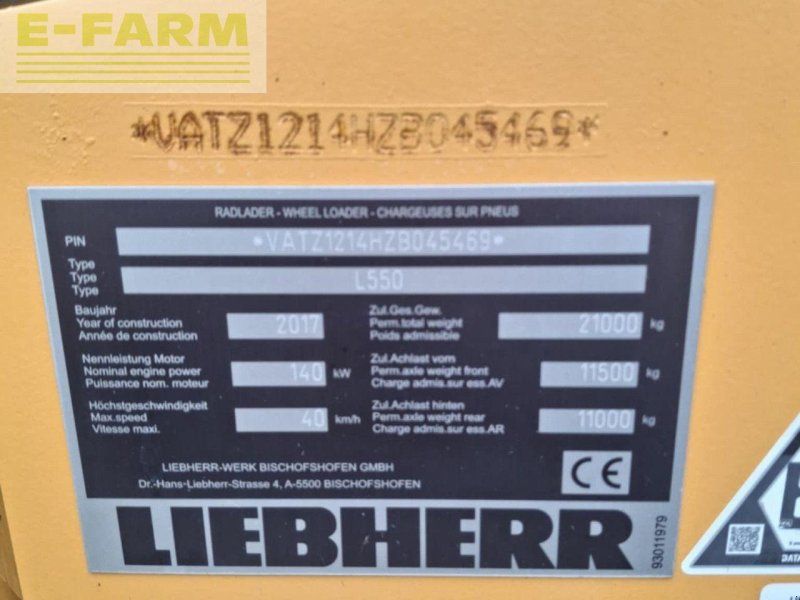 E-FARM
*VATZ1214HZB045469*
RADLADER - WHEEL LOADER - CHARGEUSES SUR PNEUS
PIN *VATZ1214HZB045469*
Type
Type L550
Type
Baujahr
Year of construction 2017
Année de construction
Zul.Ges.Gew.
Perm.total weight 21000 kg
Poids admissible
Nennleistung Motor
Nominal engine power 140 kW
Puissance nom. moteur
Zul.Achlast vorn
Perm.axle weight front 11500 kg
Charge admis.sur ess.AV
Höchstgeschwindigkeit
Max.speed 40 km/h
Vitesse maxi.
Zul.Achlast hinten
Perm.axle weight rear 11000 kg
Charge admis.sur ess.AR
LIEBHERR-WERK BISCHOFSHOFEN GMBH
Dr.-Hans-Liebherr-Strasse 4, A-5500 BISCHOFSHOFEN
CE
LIEBHERR
93011979
DATA